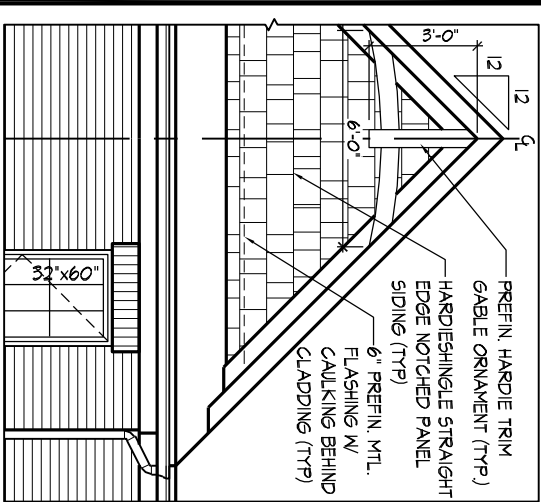 3'-0"
12
12
CL
6'-0"
PREFIN. HARDIE TRIM
GABLE ORNAMENT (TYP.)
HARDIESHINGLE STRAIGHT
EDGE NOTCHED PANEL
SIDING (TYP)
6" PREFIN. MTL.
FLASHING W/
CAULKING BEHIND
CLADDING (TYP)
32"x60"